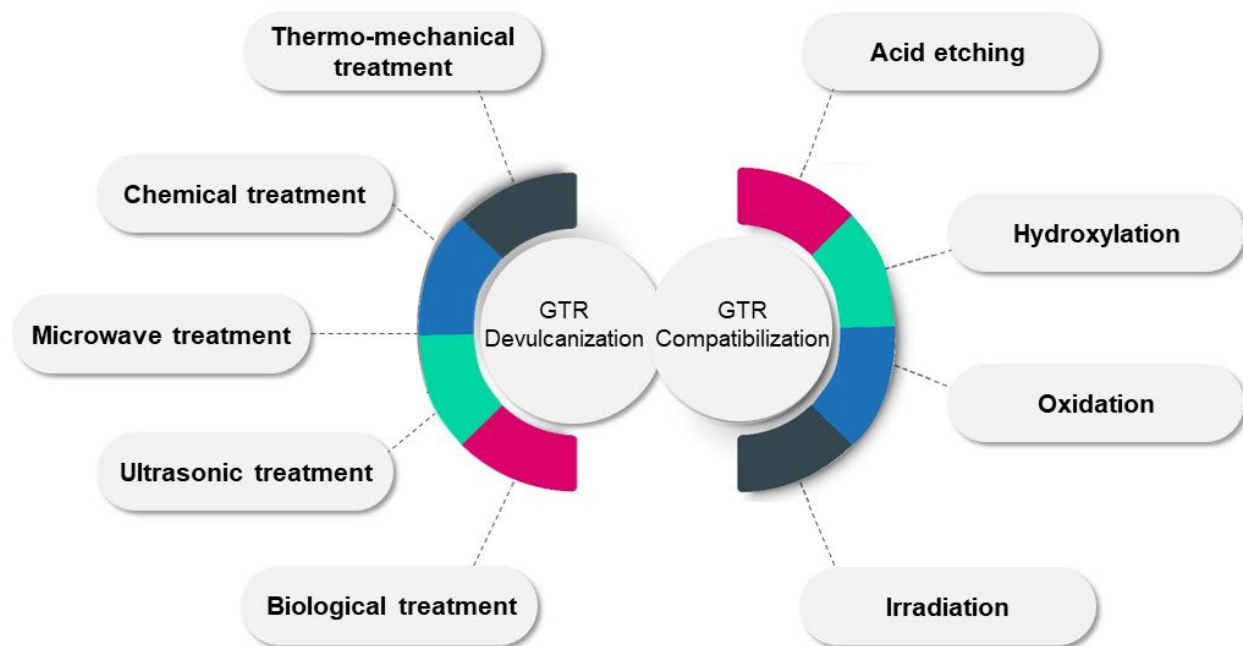 Thermo-mechanical
treatment
Chemical treatment
Microwave treatment
Ultrasonic treatment
Biological treatment
GTR
Devulcanization
GTR
Compatibilization
Acid etching
Hydroxylation
Oxidation
Irradiation